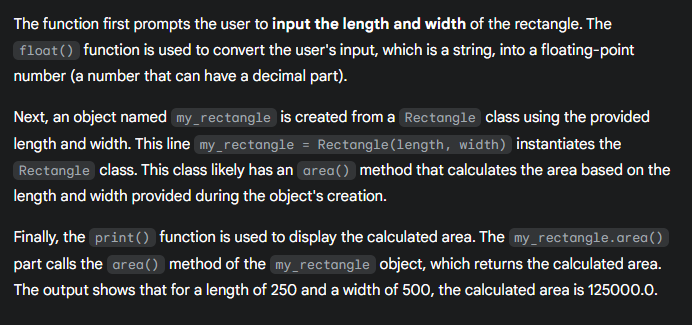 The function first prompts the user to input the length and width of the rectangle. The
float() function is used to convert the user's input, which is a string, into a floating-point
number (a number that can have a decimal part).
Next, an object named my_rectangle is created from a Rectangle class using the provided
length and width. This line my_rectangle = Rectangle(length, width) instantiates the
Rectangle class. This class likely has an area() method that calculates the area based on the
length and width provided during the object's creation.
Finally, the print() function is used to display the calculated area. The my_rectangle.area()
part calls the area() method of the my_rectangle object, which returns the calculated area.
The output shows that for a length of 250 and a width of 500, the calculated area is 125000.0.